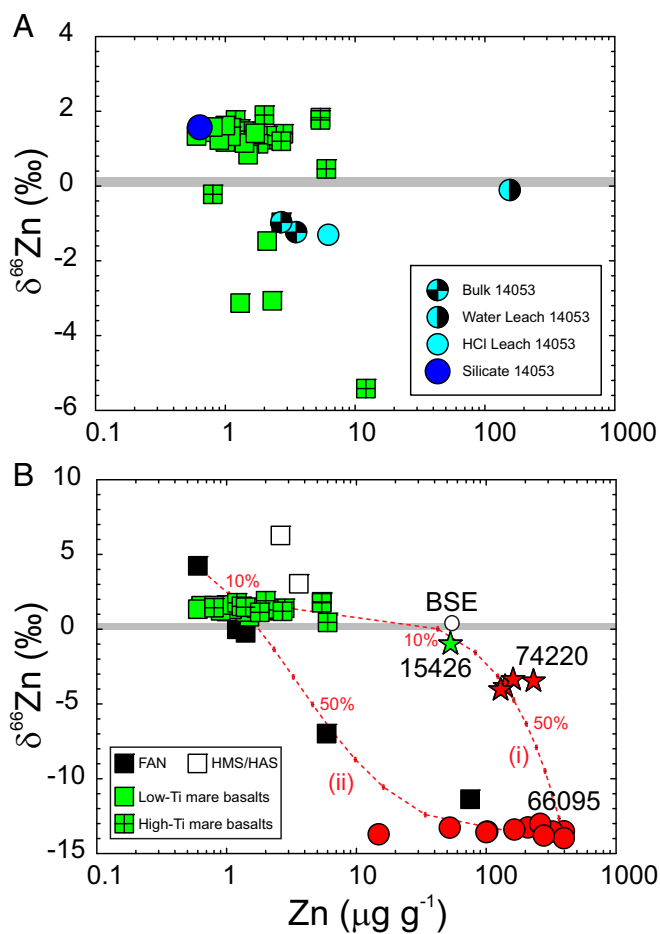 A
4
2
0
-2
-4
-6
δ⁶⁶Zn (‰)
Bulk 14053
Water Leach 14053
HCl Leach 14053
Silicate 14053
0.1 1 10 100 1000
B
10
5
0
-5
-10
-15
δ⁶⁶Zn (‰)
10%
BSE
10%
15426
74220
50%
50%
(i)
(ii)
66095
FAN HMS/HAS
Low-Ti mare basalts
High-Ti mare basalts
0.1 1 10 100 1000
Zn (μg g⁻¹)